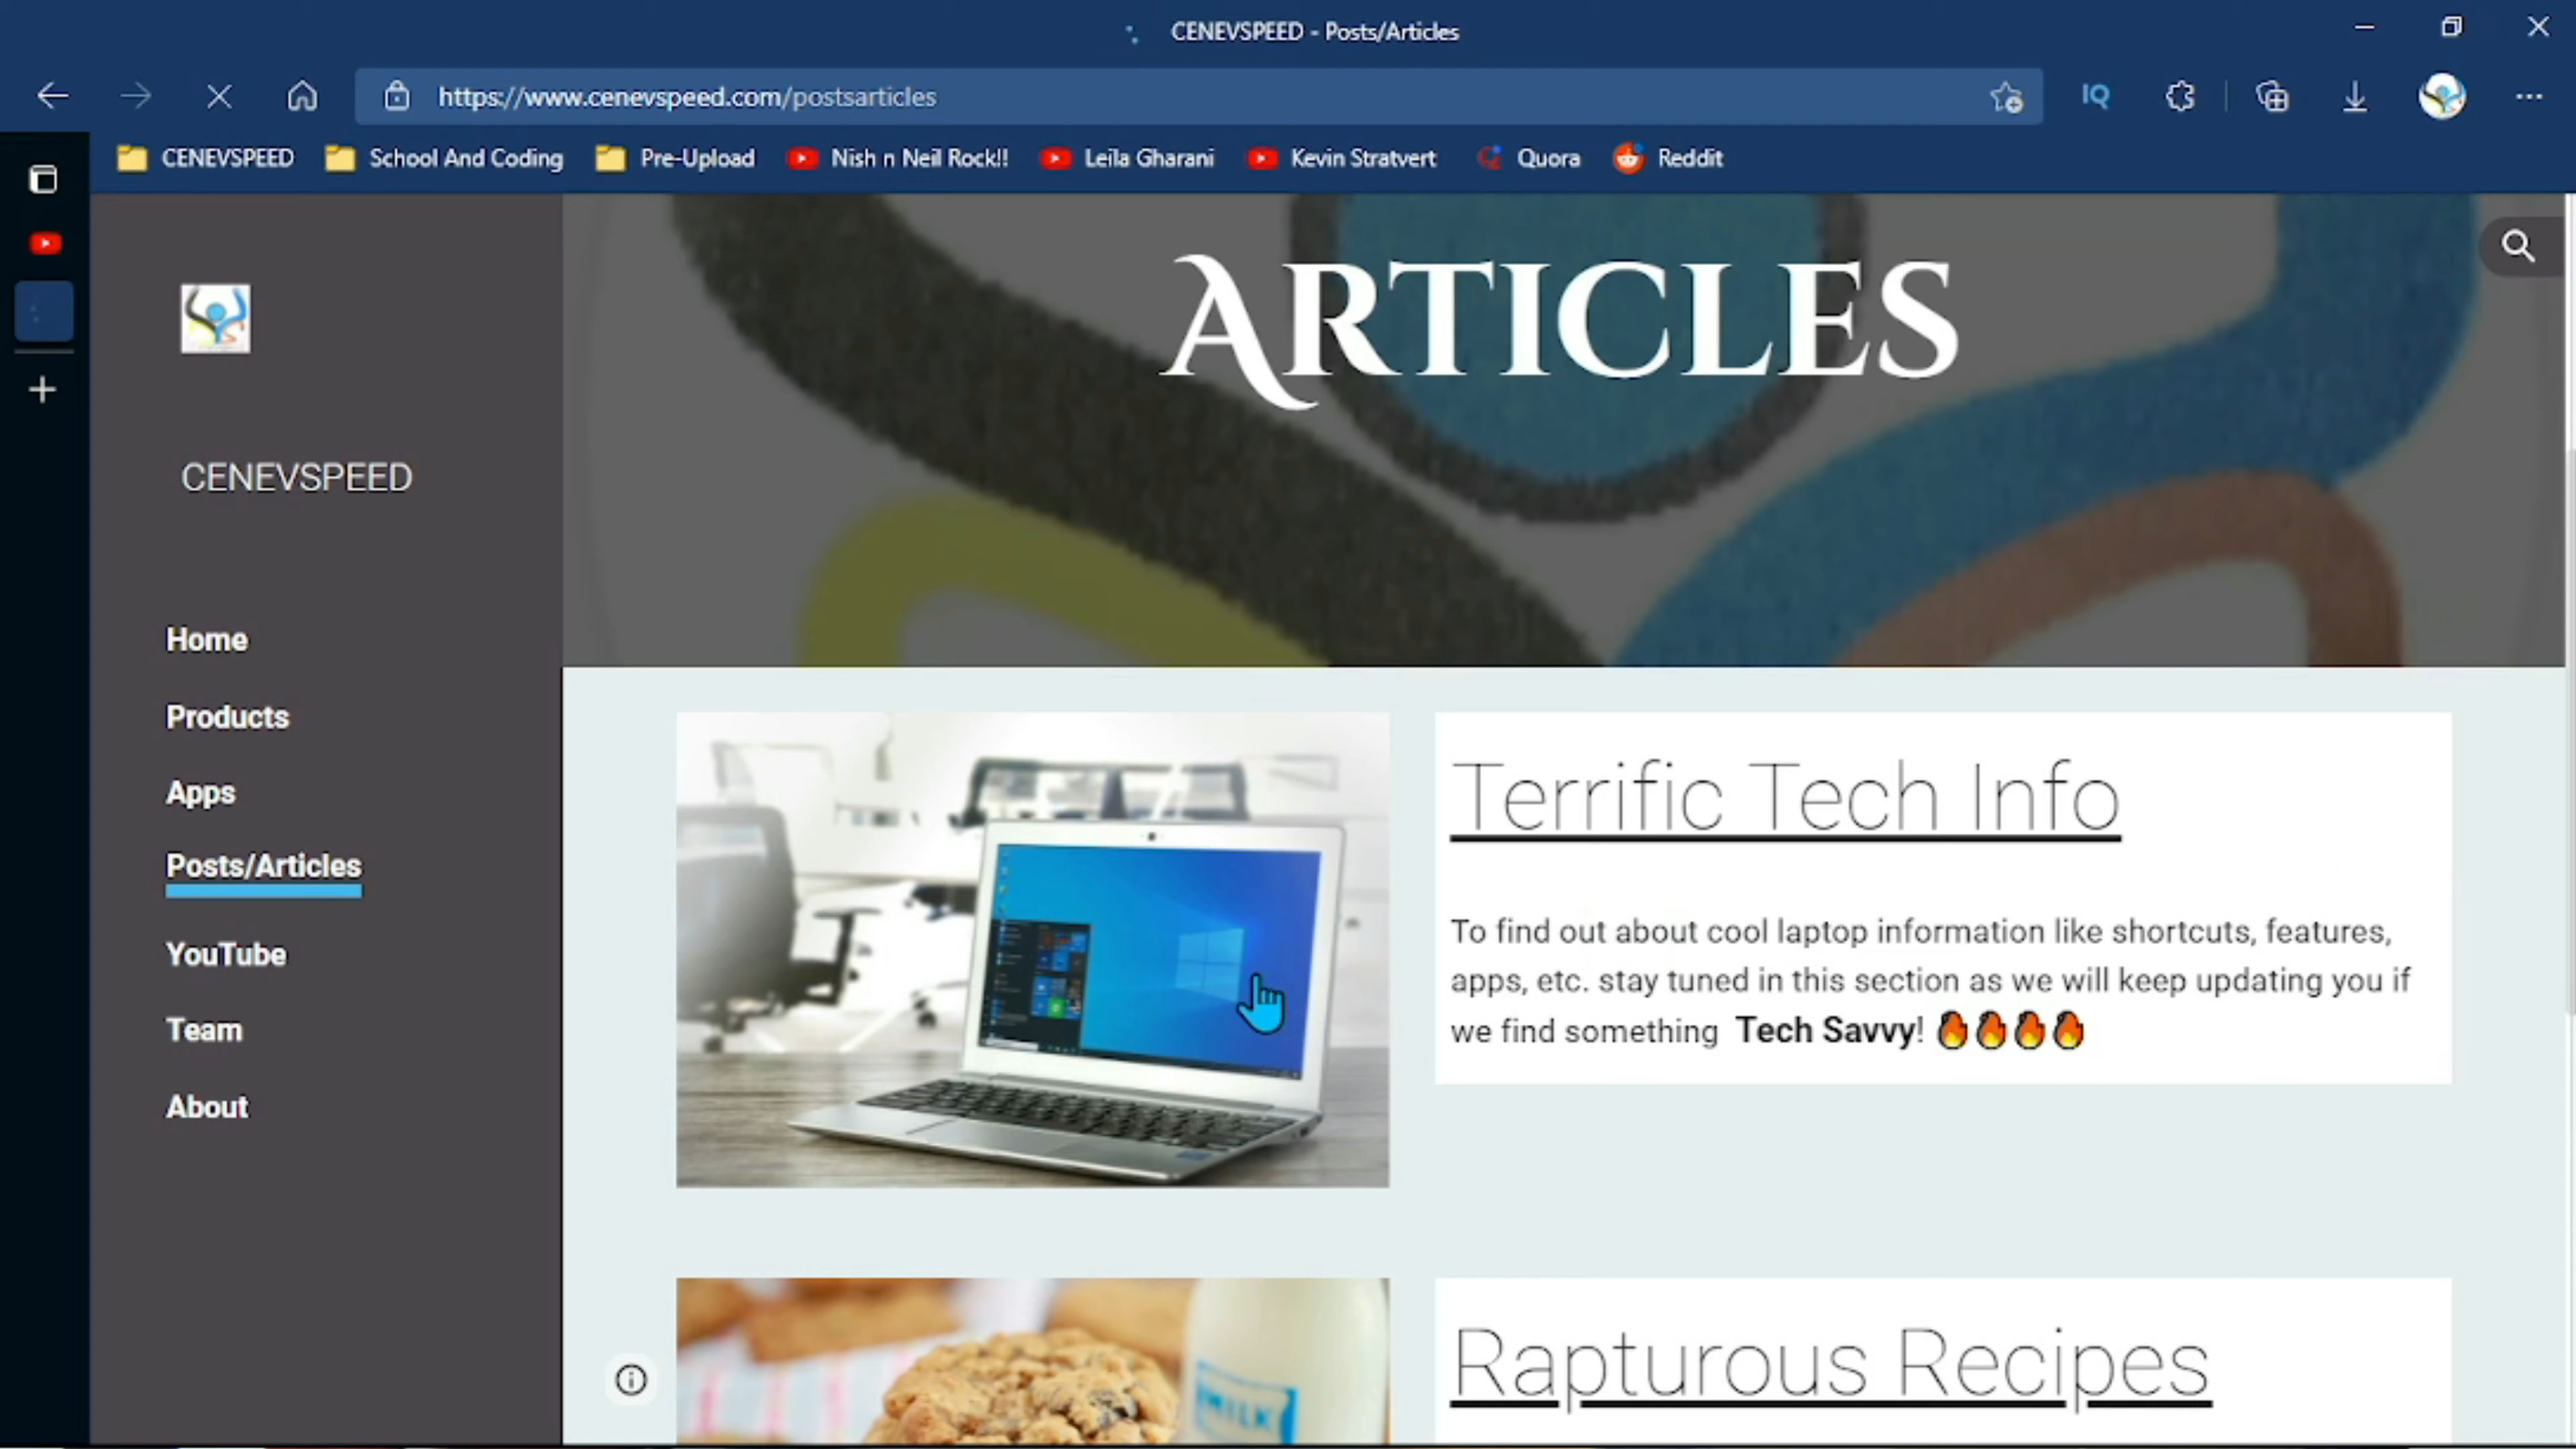 CENEVSPEED - Posts/Articles
https://www.cenevspeed.com/postsarticles
IQ
CENEVSPEED School And Coding Pre-Upload Nish n Neil Rock!! Leila Gharani Kevin Stratvert Quora Reddit
ARTICLES
CENEVSPEED
Home
Products
Apps
Posts/Articles
YouTube
Team
About
Terrific Tech Info
To find out about cool laptop information like shortcuts, features,
apps, etc. stay tuned in this section as we will keep updating you if
we find something Tech Savvy! 🔥🔥🔥🔥
MILK
Rapturous Recipes